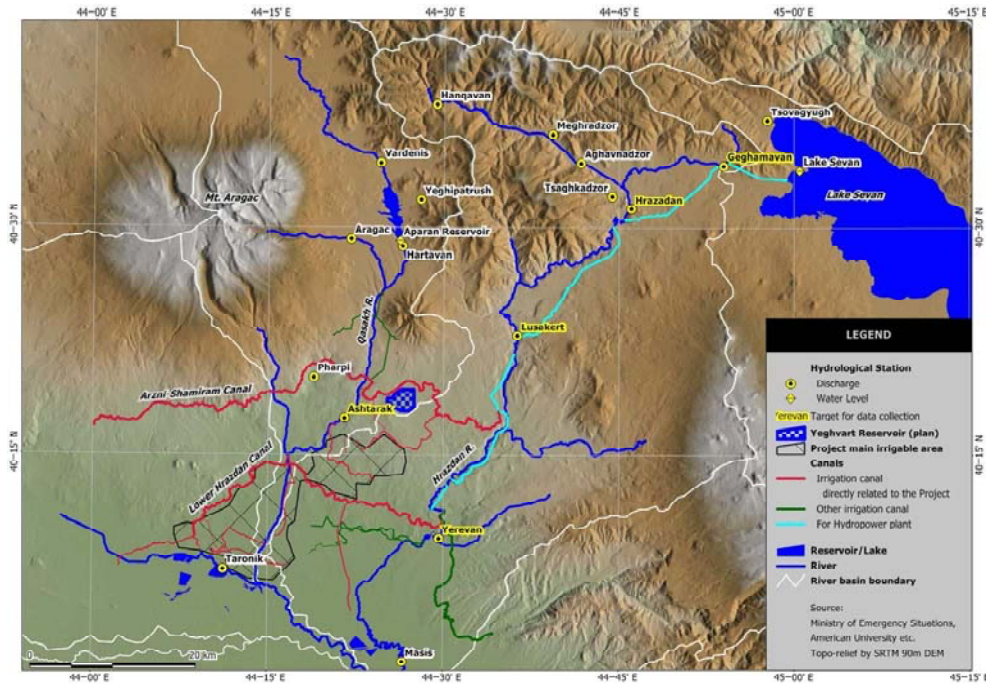 44°00' E 44°15' E 44°30' E 44°45' E 45°00' E 45°15' E
Hanqavan
Tsovagyugh
Meghradzor
Vardenis
Aghavnadzor
Geghamavan
Lake Sevan
Mt. Aragac
Yeghipatrush
Tsaghkadzor
Hrazadan
Lake Sevan
40°30' N
40°30' N
Aragac
Aparan Reservoir
Hartavan
Qasakh R.
Lusakert
Pharpi
Arzni-Shamiram Canal
Ashtarak
40°15' N
40°15' N
Lower Hrazdan Canal
Hrazdan R.
Yerevan
Taronik
Masis
0 20 km
LEGEND
Hydrological Station
Discharge
Water Level
Yerevan Target for data collection
Yeghvart Reservoir (plan)
Project main irrigable area
Canals
Irrigation canal
directly related to the Project
Other irrigation canal
For Hydropower plant
Reservoir/Lake
River
River basin boundary
Source:
Ministry of Emergency Situations,
American University etc.
Topo-relief by SRTM 90m DEM
44°00' E 44°15' E 44°30' E 44°45' E 45°00' E 45°15' E